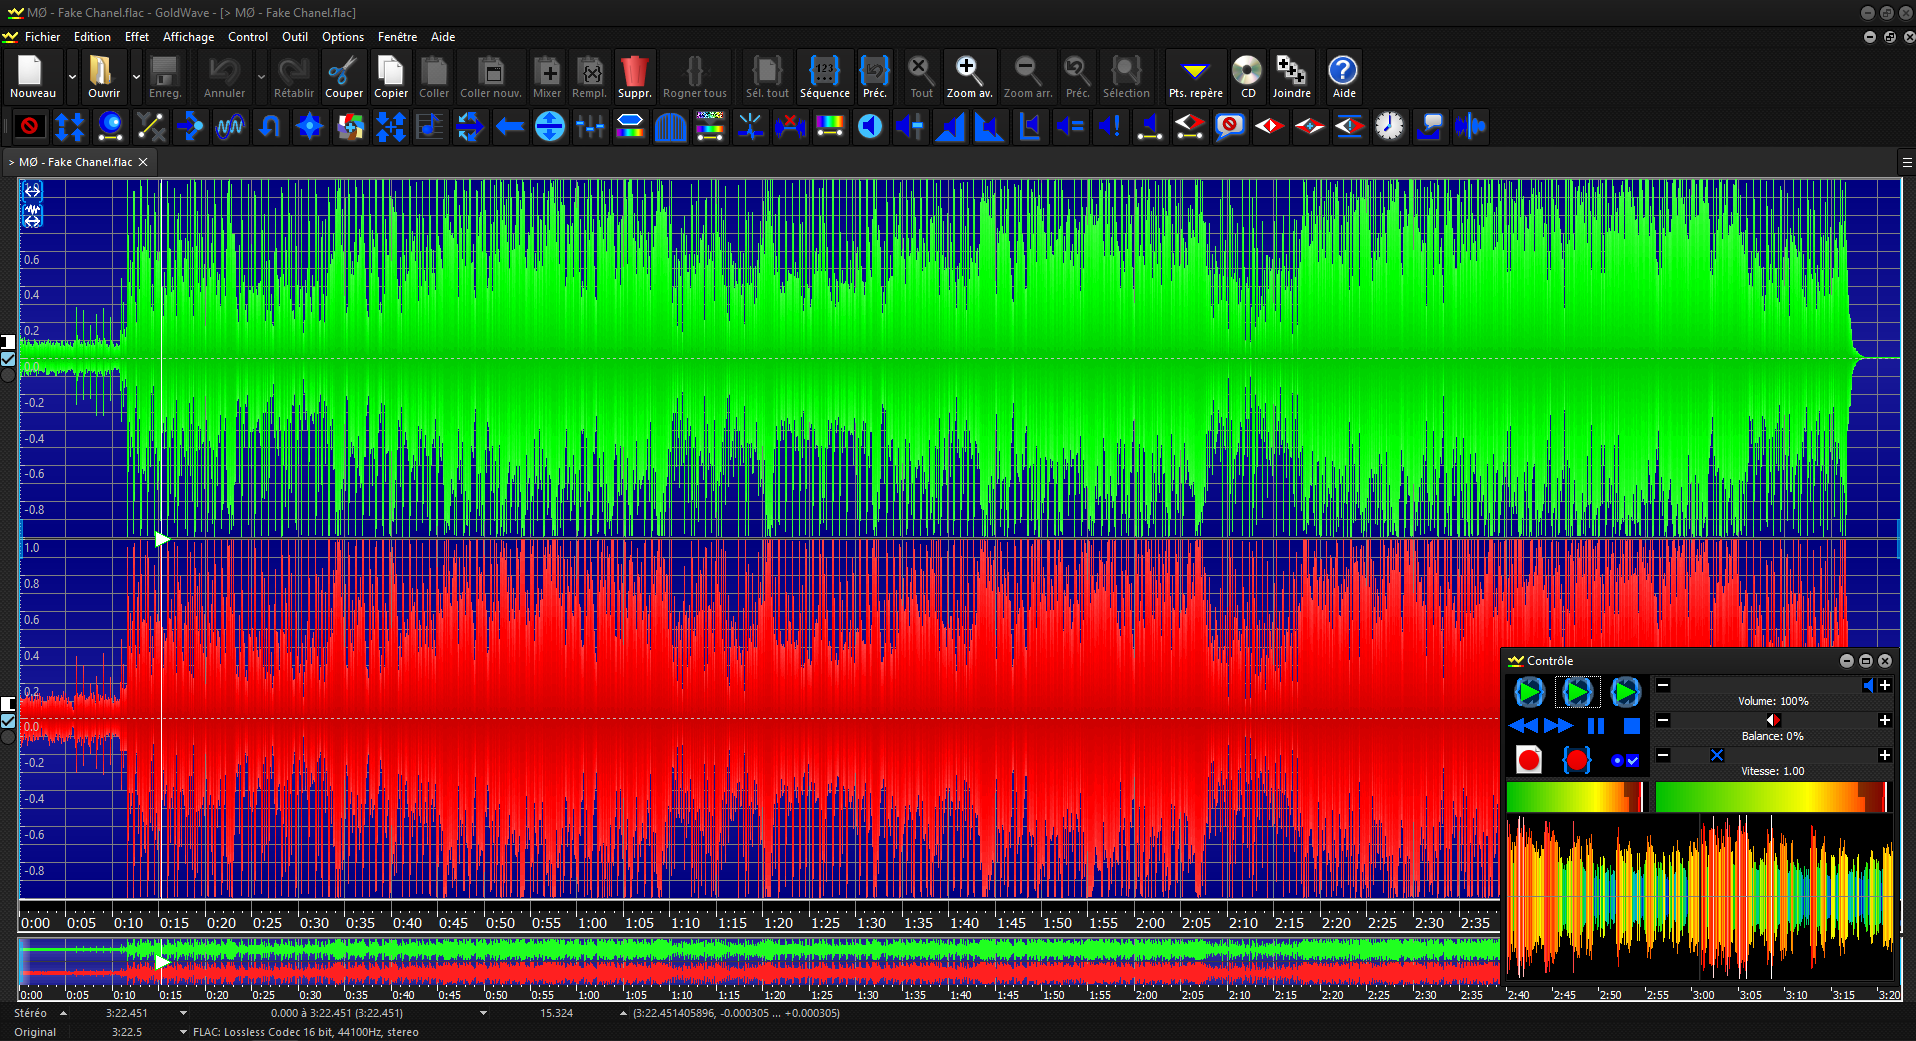 MØ - Fake Chanel.flac - GoldWave - [> MØ - Fake Chanel.flac]
Fichier Edition Effet Affichage Control Outil Options Fenêtre Aide
Nouveau Ouvrir Enreg. Annuler Rétablir Couper Copier Coller Coller nouv. Mixer Rempl. Suppr. Rogner tous Sél. tout Séquence Préc. Tout Zoom av. Zoom arr. Préc. Sélection Pts. repère CD Joindre Aide
> MØ - Fake Chanel.flac
1.0
0.8
0.6
0.4
0.2
0.0
-0.2
-0.4
-0.6
-0.8
1.0
0.8
0.6
0.4
0.2
0.0
-0.2
-0.4
-0.6
-0.8
Contrôle
Volume: 100%
Balance: 0%
Vitesse: 1.00
0:00 0:05 0:10 0:15 0:20 0:25 0:30 0:35 0:40 0:45 0:50 0:55 1:00 1:05 1:10 1:15 1:20 1:25 1:30 1:35 1:40 1:45 1:50 1:55 2:00 2:05 2:10 2:15 2:20 2:25 2:30 2:35
0:00 0:05 0:10 0:15 0:20 0:25 0:30 0:35 0:40 0:45 0:50 0:55 1:00 1:05 1:10 1:15 1:20 1:25 1:30 1:35 1:40 1:45 1:50 1:55 2:00 2:05 2:10 2:15 2:20 2:25 2:30 2:35 2:40 2:45 2:50 2:55 3:00 3:05 3:10 3:15 3:20
Stéréo 3:22.451 0.000 à 3:22.451 (3:22.451) 15.324 (3:22.451405896, -0.000305 ... +0.000305)
Original 3:22.5 FLAC: Lossless Codec 16 bit, 44100Hz, stereo